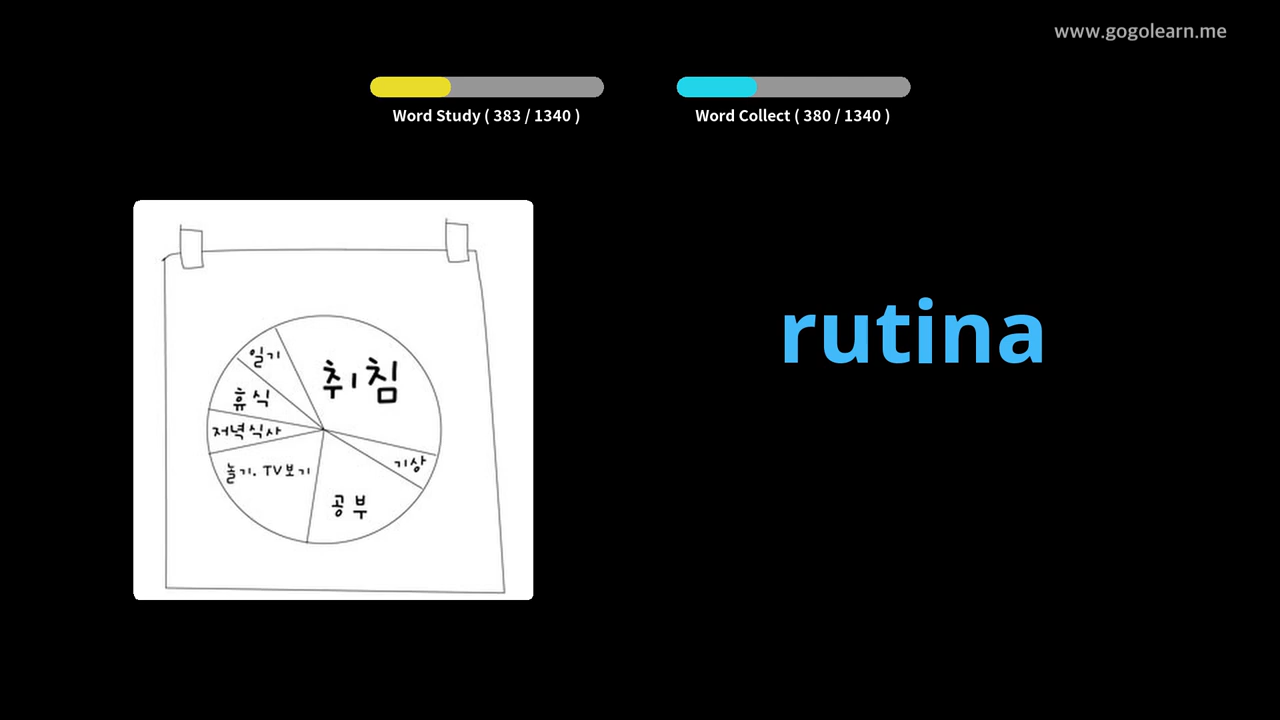 www.gogolearn.me
Word Study ( 383 / 1340 )
Word Collect ( 380 / 1340 )
일기
취침
휴식
저녁식사
기상
놀기. TV보기
공부
rutina